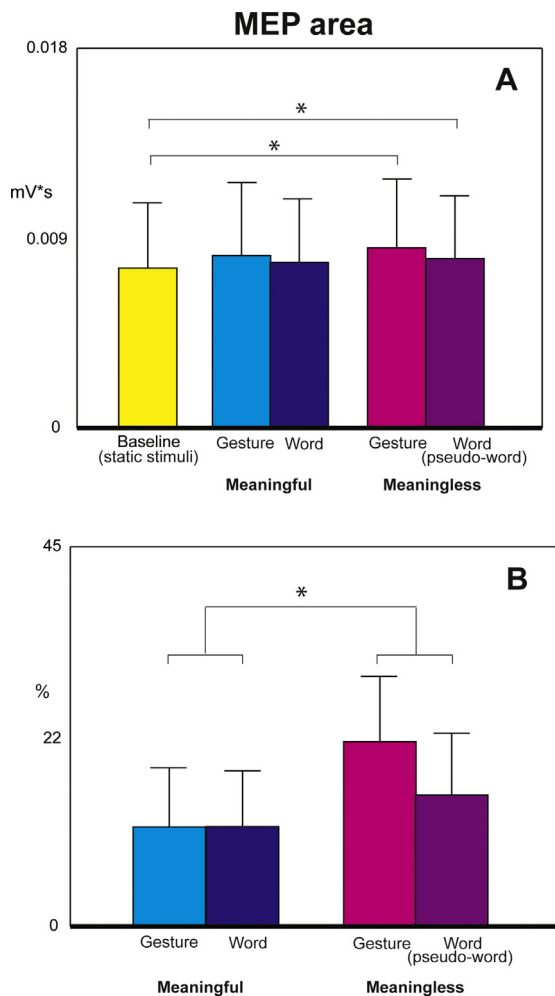 MEP area
0.018
A
*
*
mV*s
0.009
0
Baseline
(static stimuli)
Gesture Word
Gesture Word
(pseudo-word)
Meaningful Meaningless
45
B
*
%
22
0
Gesture Word Gesture Word
(pseudo-word)
Meaningful Meaningless